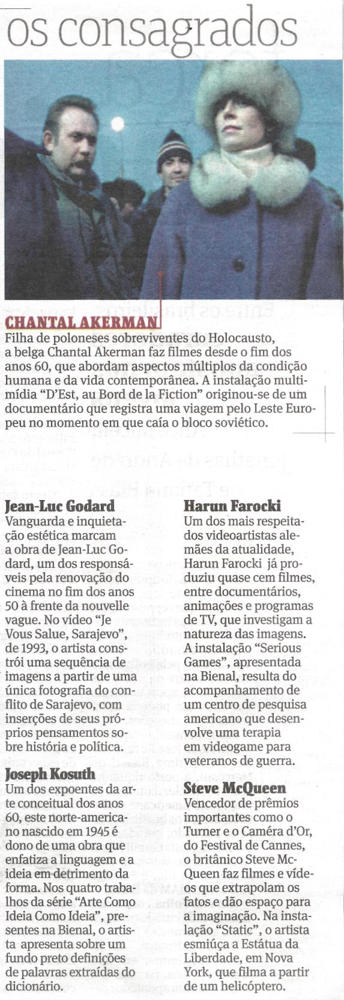 os consagrados
CHANTAL AKERMAN
Filha de poloneses sobreviventes do Holocausto,
a belga Chantal Akerman faz filmes desde o fim dos
anos 60, que abordam aspectos múltiplos da condição
humana e da vida contemporânea. A instalação multi-
mídia “D’Est, au Bord de la Fiction” originou-se de um
documentário que registra uma viagem pelo Leste Euro-
peu no momento em que caía o bloco soviético.
Jean-Luc Godard
Vanguarda e inquieta-
ção estética marcam
a obra de Jean-Luc Go-
dard, um dos responsá-
veis pela renovação do
cinema no fim dos anos
50 à frente da nouvelle
vague. No vídeo “Je
Vous Salue, Sarajevo”,
de 1993, o artista cons-
trói uma sequência de
imagens a partir de uma
única fotografia do con-
flito de Sarajevo, com
inserções de seus pró-
prios pensamentos so-
bre história e política.
Joseph Kosuth
Um dos expoentes da ar-
te conceitual dos anos
60, este norte-america-
no nascido em 1945 é
dono de uma obra que
enfatiza a linguagem e a
ideia em detrimento da
forma. Nos quatro traba-
lhos da série “Arte Como
Ideia Como Ideia”, pre-
sentes na Bienal, o artis-
ta apresenta sobre um
fundo preto definições
de palavras extraídas do
dicionário.
Harun Farocki
Um dos mais respeita-
dos videoartistas ale-
mães da atualidade,
Harun Farocki já pro-
duziu quase cem filmes,
entre documentários,
animações e programas
de TV, que investigam a
natureza das imagens.
A instalação “Serious
Games”, apresentada
na Bienal, resulta do
acompanhamento de
um centro de pesquisa
americano que desen-
volve uma terapia
em videogame para
veteranos de guerra.
Steve McQueen
Vencedor de prêmios
importantes como o
Turner e o Caméra d’Or,
do Festival de Cannes,
o britânico Steve Mc-
Queen faz filmes e víde-
os que extrapolam os
fatos e dão espaço para
a imaginação. Na insta-
lação “Static”, o artista
esmiúça a Estátua da
Liberdade, em Nova
York, que filma a partir
de um helicóptero.